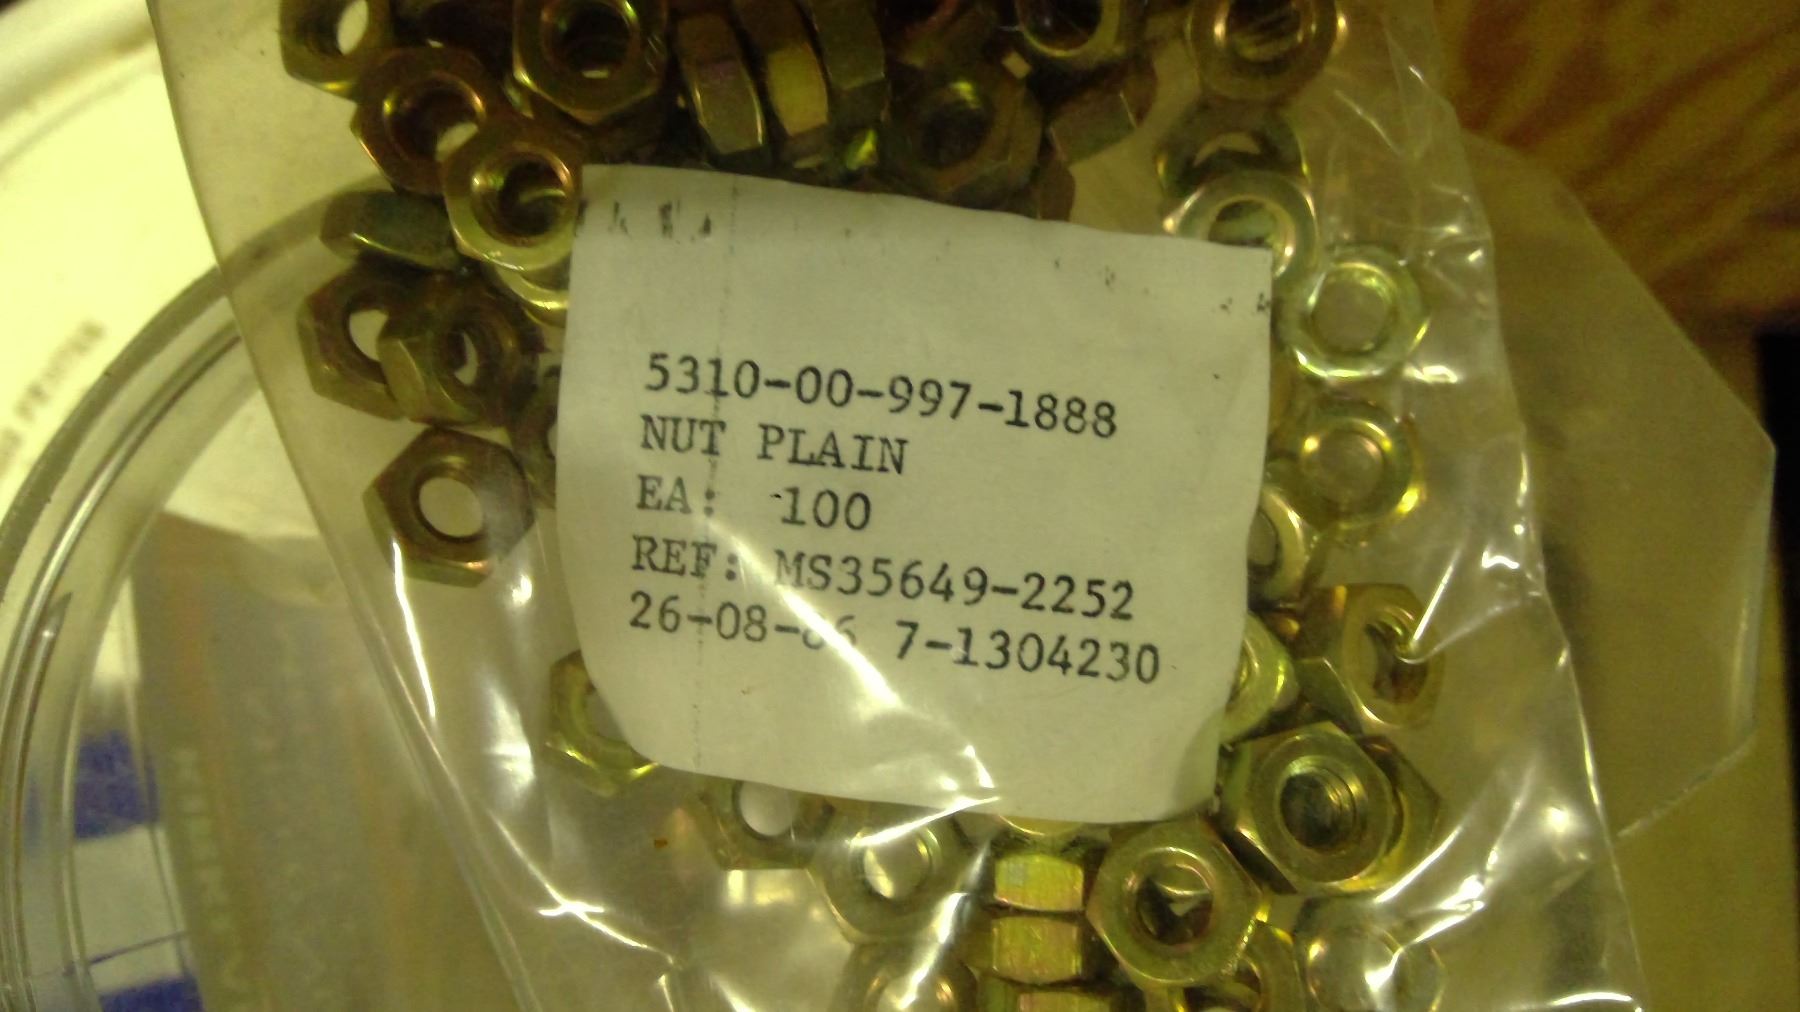 5310-00-997-1888
NUT PLAIN
EA: 100
REF: MS35649-2252
7-1304230